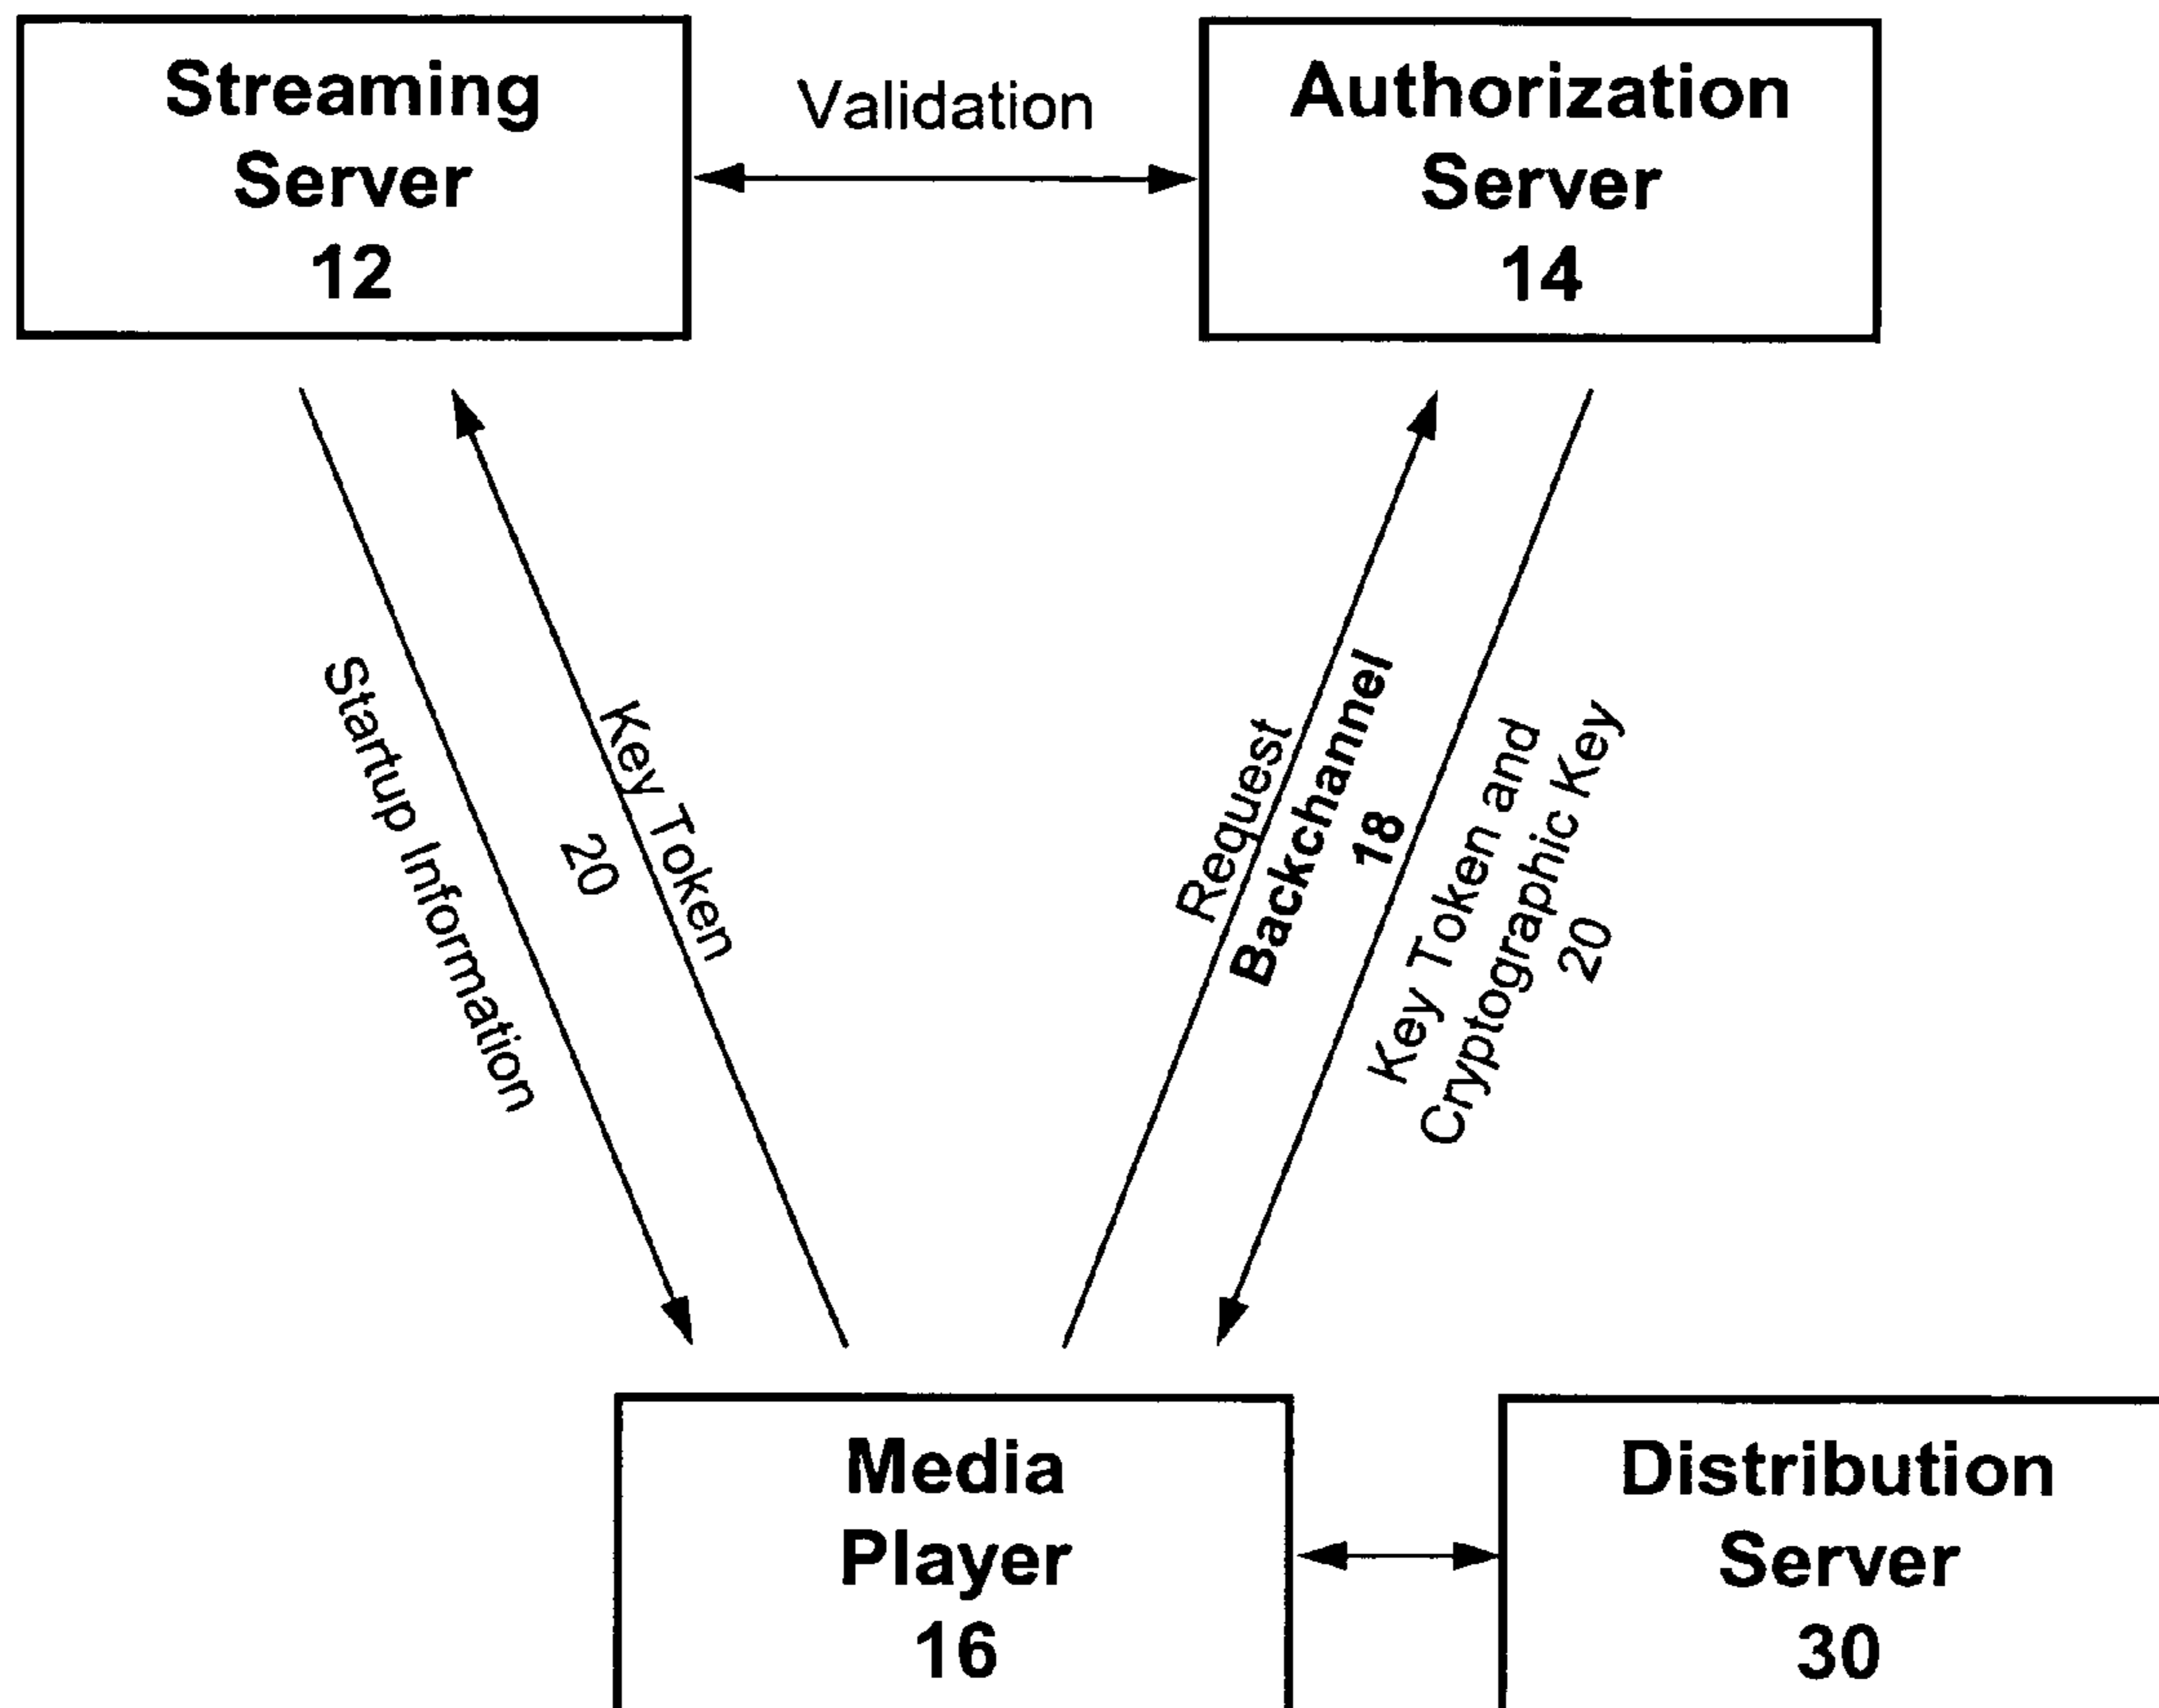 Streaming
Server
12
Validation
Authorization
Server
14
Startup Information
Key Token
20
Request
Backchannel
18
Key Token and
Cryptographic Key
20
Media
Player
16
Distribution
Server
30